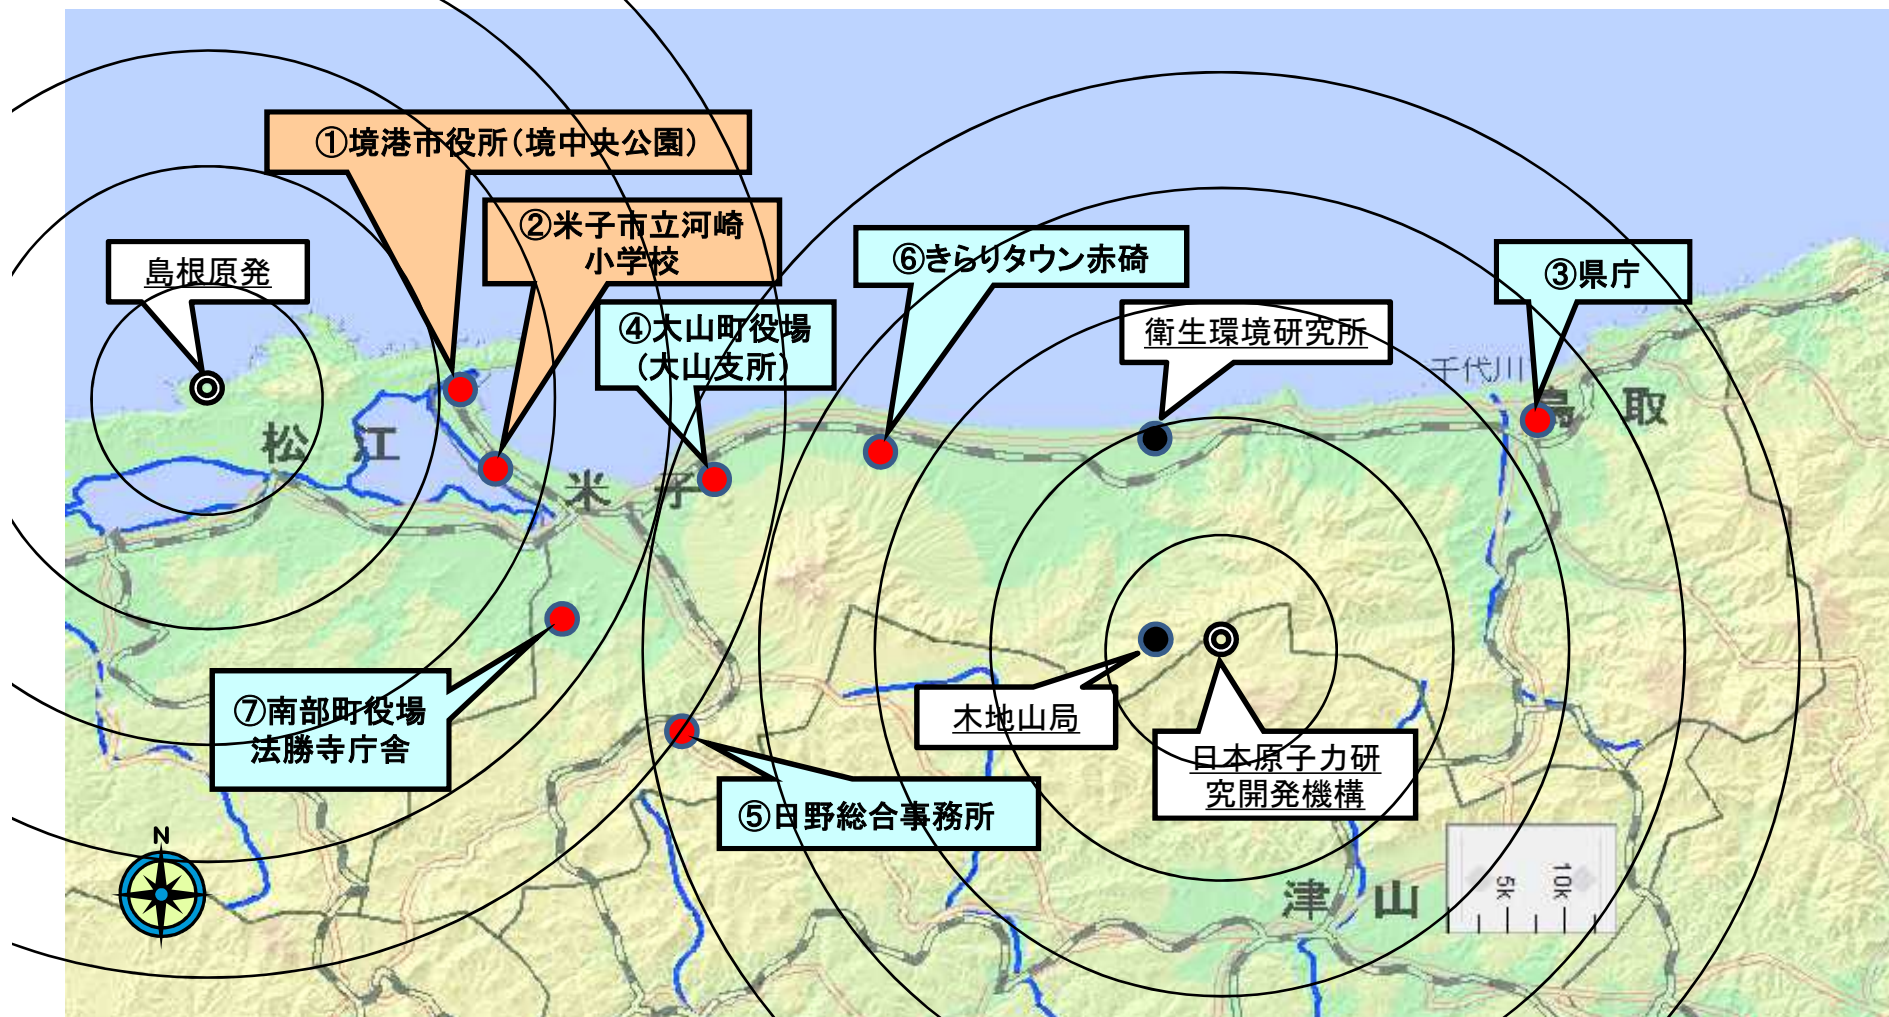 ①境港市役所(境中央公園)
②米子市立河崎
小学校
島根原発
⑥きらりタウン赤碕
③県庁
④大山町役場
(大山支所)
衛生環境研究所
千代川
鳥取
松江
米子
⑦南部町役場
法勝寺庁舎
木地山局
日本原子力研
究開発機構
⑤日野総合事務所
N
津山
5k
10k